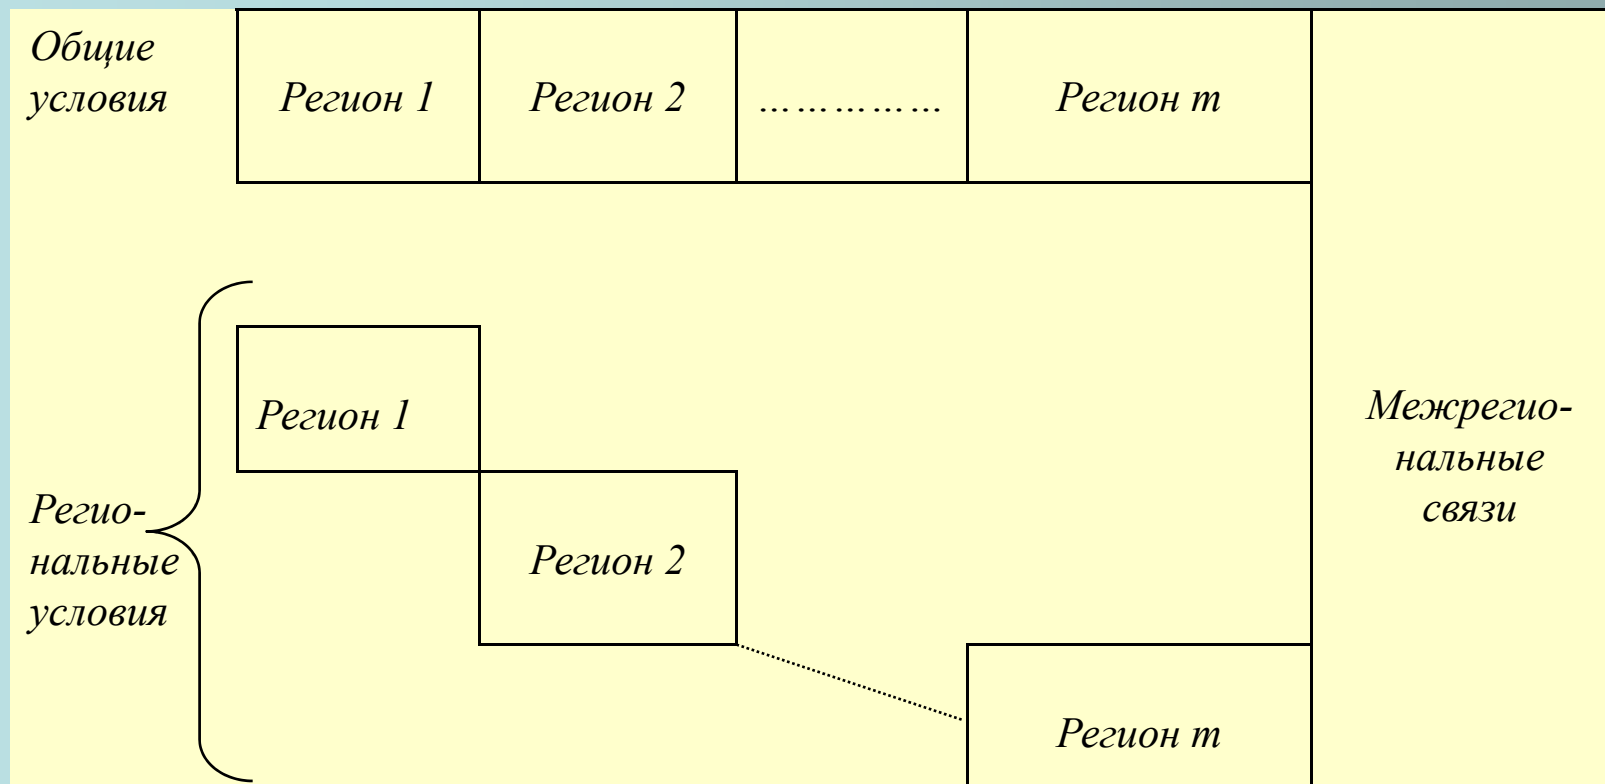 Общие
условия
Регион 1
Регион 2
……………
Регион m
Регион 1
Регио-
нальные
условия
Регион 2
Регион m
Межрегио-
нальные
связи